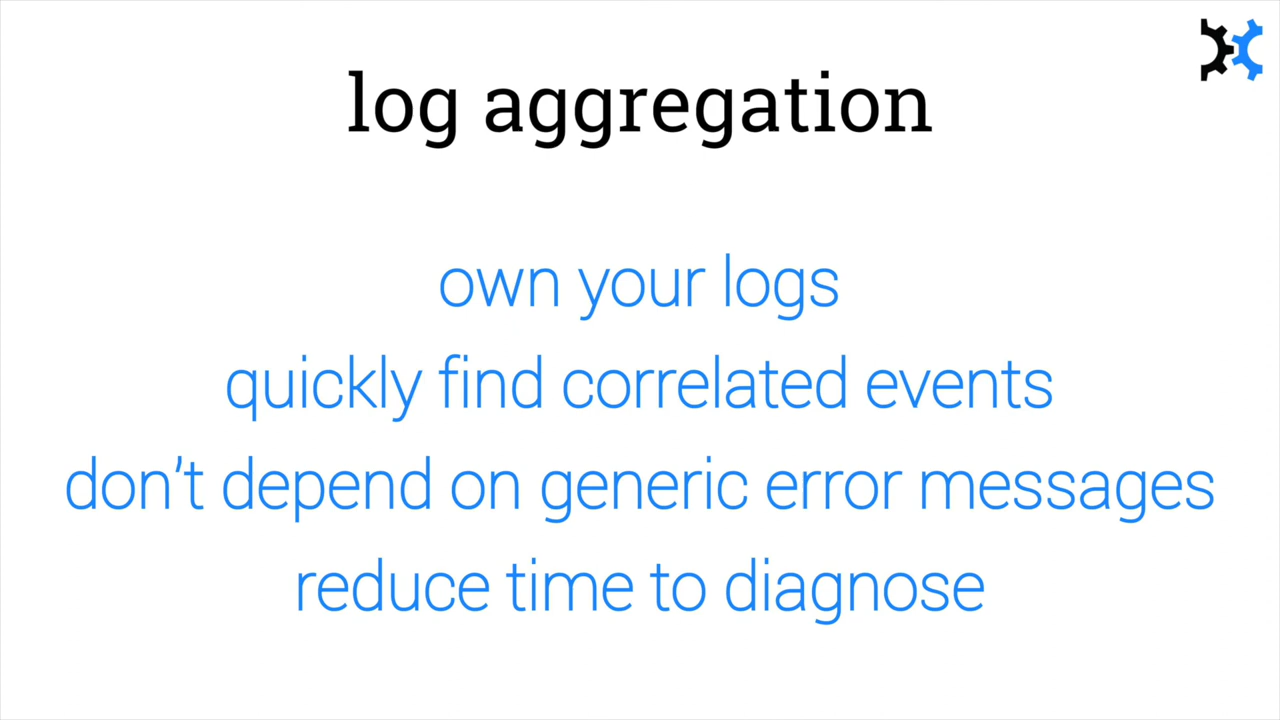 log aggregation
own your logs
quickly find correlated events
don’t depend on generic error messages
reduce time to diagnose